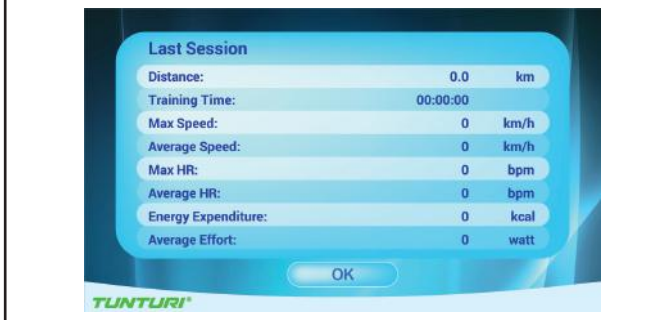 Last Session
Distance: 0.0 km
Training Time: 00:00:00
Max Speed: 0 km/h
Average Speed: 0 km/h
Max HR: 0 bpm
Average HR: 0 bpm
Energy Expenditure: 0 kcal
Average Effort: 0 watt
OK
TUNTURI®